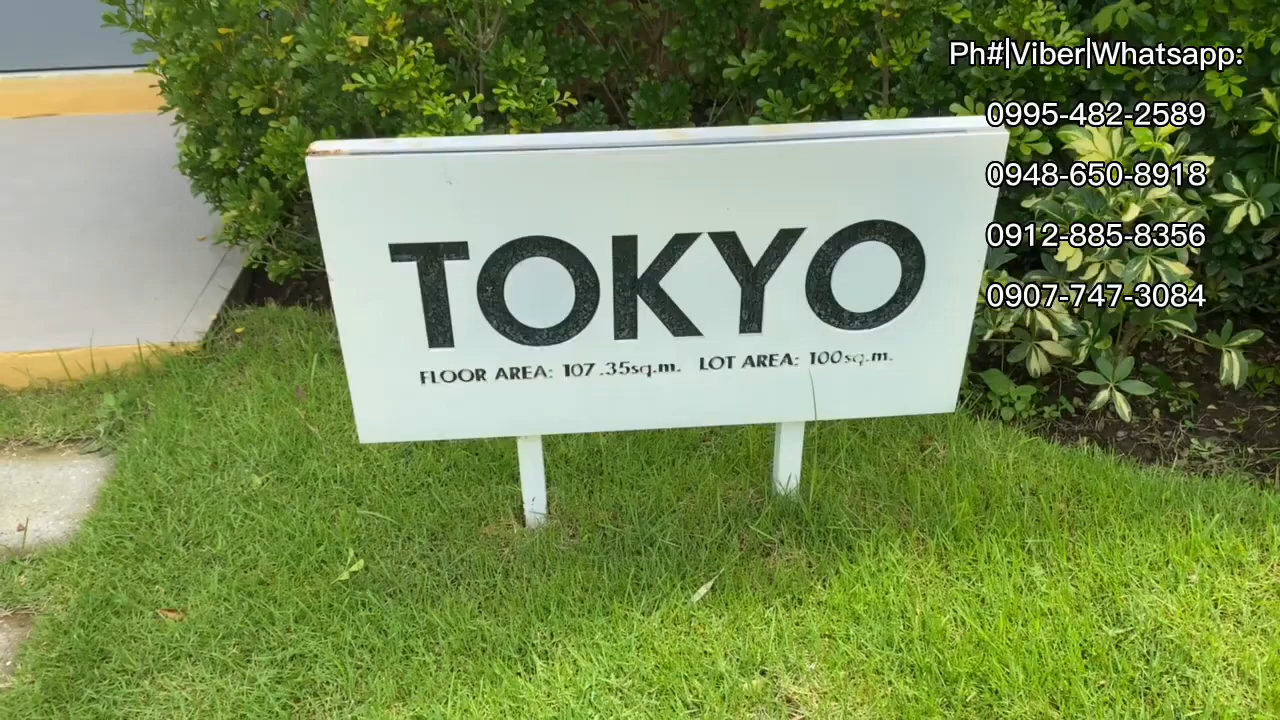 Ph#|Viber|Whatsapp:
0995-482-2589
0948-650-8918
0912-885-8356
0907-747-3084
TOKYO
FLOOR AREA: 107.35sq.m. LOT AREA: 100sq.m.